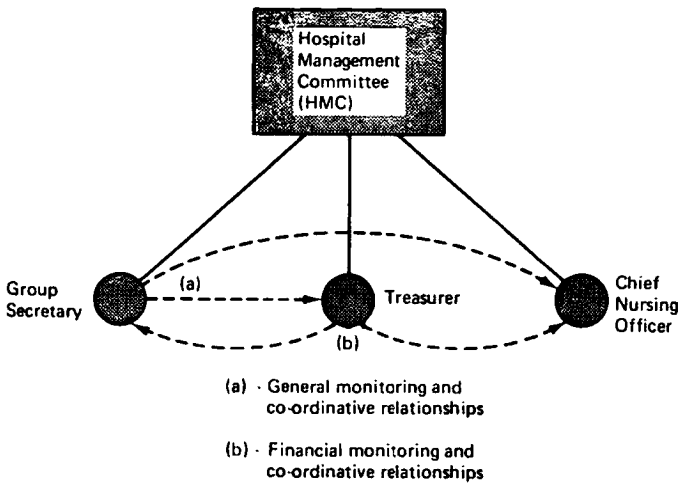 Hospital
Management
Committee
(HMC)
Group
Secretary
(a)
Treasurer
Chief
Nursing
Officer
(b)
(a) · General monitoring and
co-ordinative relationships
(b) · Financial monitoring and
co-ordinative relationships